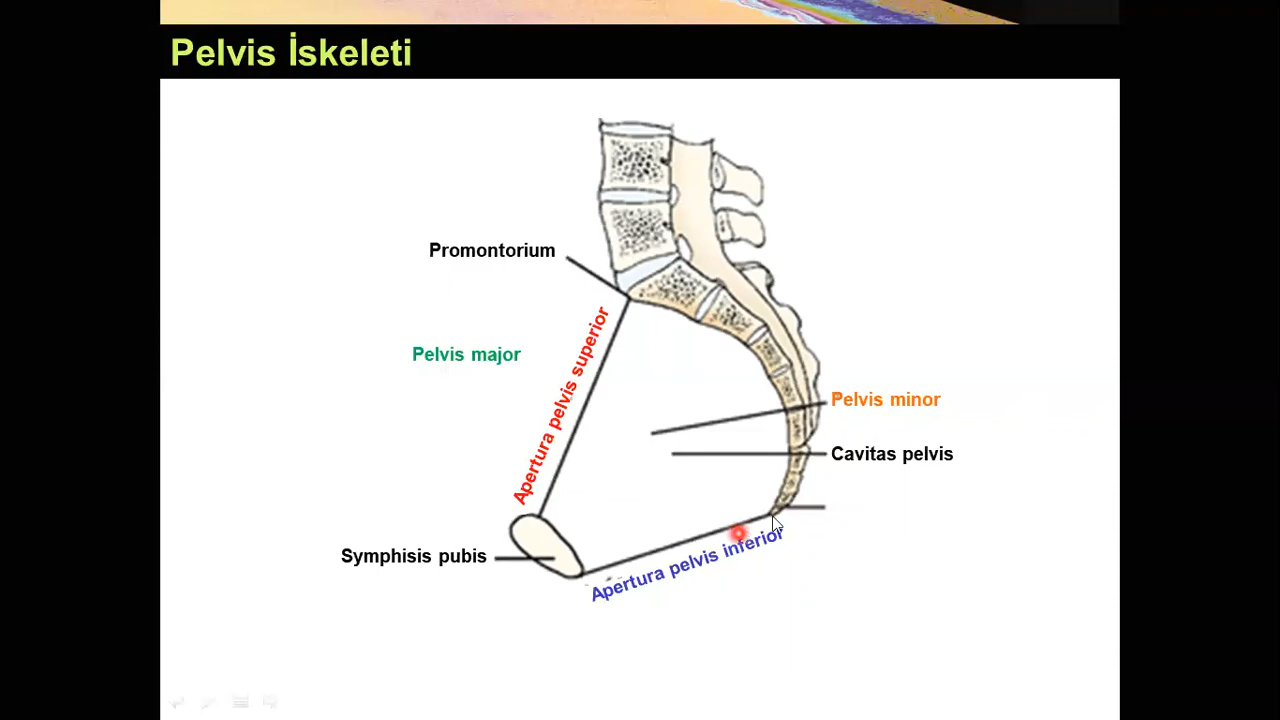 Pelvis İskeleti
Promontorium
Pelvis major
Apertura pelvis superior
Pelvis minor
Cavitas pelvis
Symphisis pubis
Apertura pelvis inferior